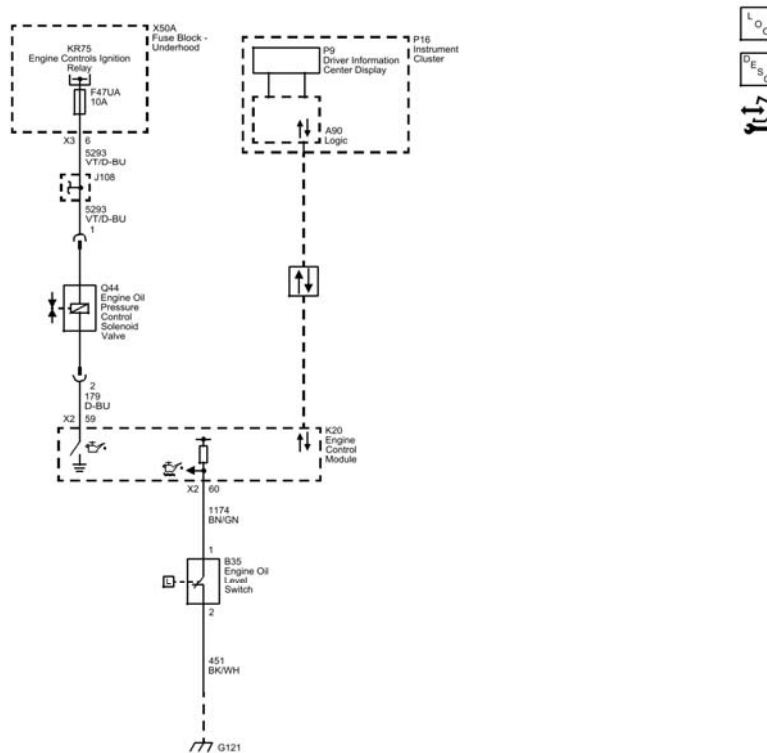 X50A
Fuse Block -
Underhood
KR75
Engine Controls Ignition
Relay
F47UA
10A
X3 6
5293
VT/D-BU
J108
5293
VT/D-BU
1
Q44
Engine Oil
Pressure
Control
Solenoid
Valve
2
179
D-BU
X2 59
P16
Instrument
Cluster
P9
Driver Information
Center Display
A90
Logic
K20
Engine
Control
Module
X2 60
1174
BN/GN
1
B35
Engine Oil
Level
Switch
L
2
451
BK/WH
G121
L
O
C
D
E
S
C